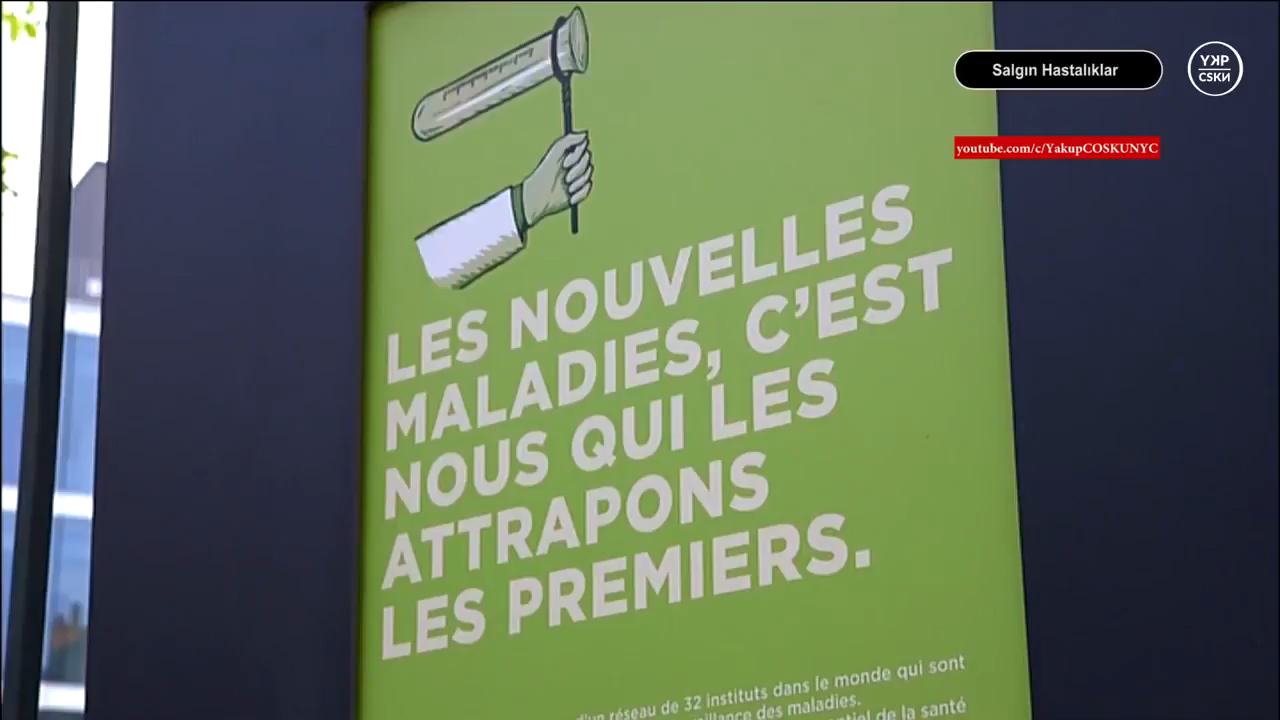 Salgın Hastalıklar
YKP
CSKN
youtube.com/c/YakupCOSKUNYC
LES NOUVELLES
MALADIES, C'EST
NOUS QUI LES
ATTRAPONS
LES PREMIERS.
d'un réseau de 32 instituts dans le monde qui sont
des maladies.
de la santé